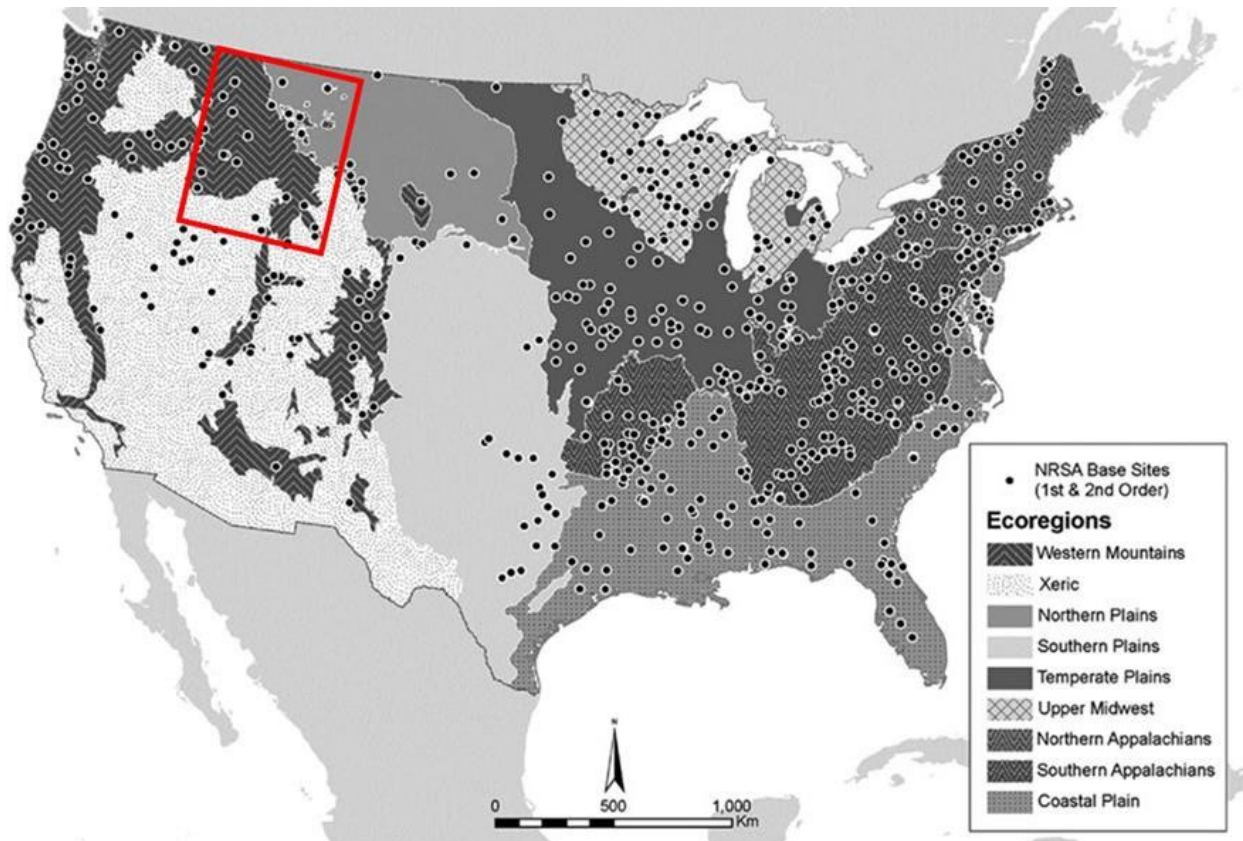 NRSA Base Sites
(1st & 2nd Order)
Ecoregions
Western Mountains
Xeric
Northern Plains
Southern Plains
Temperate Plains
Upper Midwest
Northern Appalachians
Southern Appalachians
Coastal Plain
N
0 500 1,000
Km